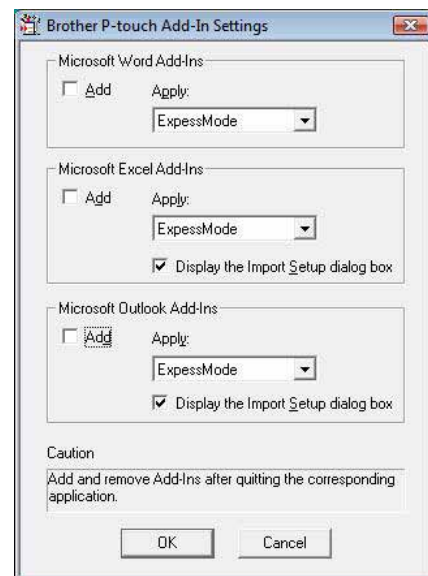 Brother P-touch Add-In Settings
Microsoft Word Add-Ins
Add Apply:
ExpessMode
Microsoft Excel Add-Ins
Add Apply:
ExpessMode
Display the Import Setup dialog box
Microsoft Outlook Add-Ins
Add Apply:
ExpessMode
Display the Import Setup dialog box
Caution
Add and remove Add-Ins after quitting the corresponding
application.
OK Cancel